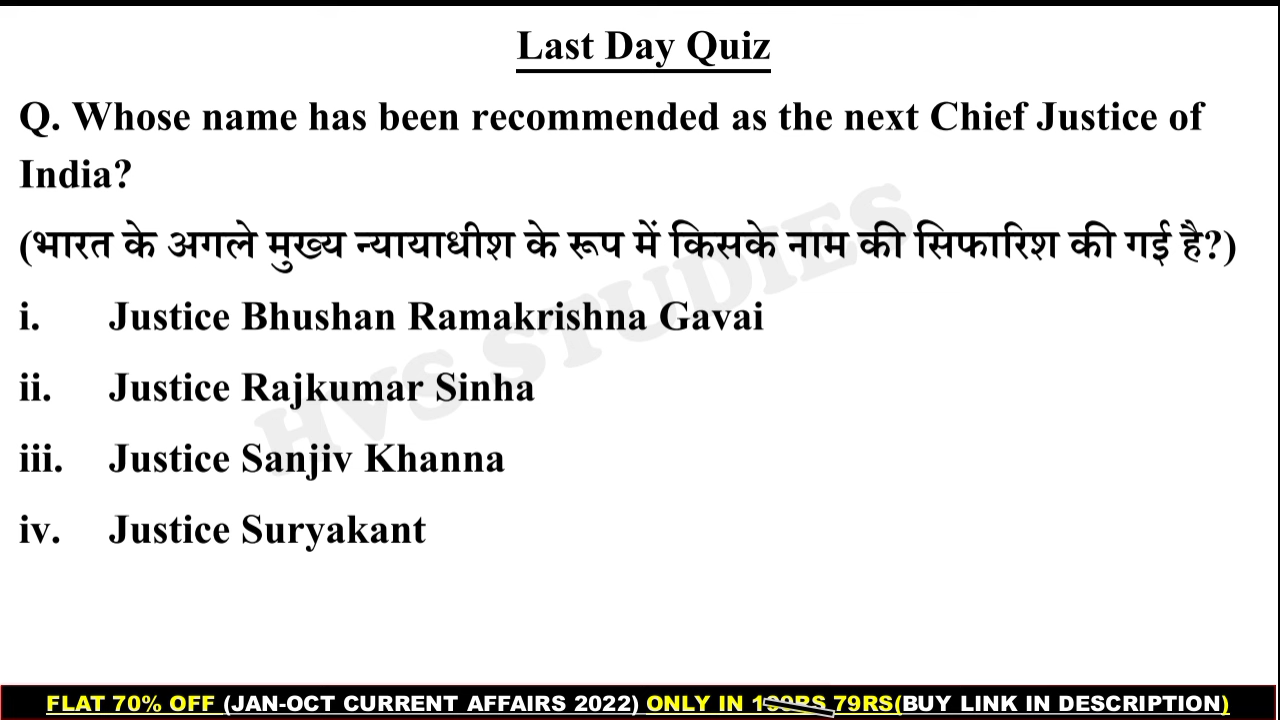 Last Day Quiz
Q. Whose name has been recommended as the next Chief Justice of
India?
(भारत के अगले मुख्य न्यायाधीश के रूप में किसके नाम की सिफारिश की गई है?)
i. Justice Bhushan Ramakrishna Gavai
ii. Justice Rajkumar Sinha
iii. Justice Sanjiv Khanna
iv. Justice Suryakant
HVS STUDIES
FLAT 70% OFF (JAN-OCT CURRENT AFFAIRS 2022) ONLY IN 79RS(BUY LINK IN DESCRIPTION)